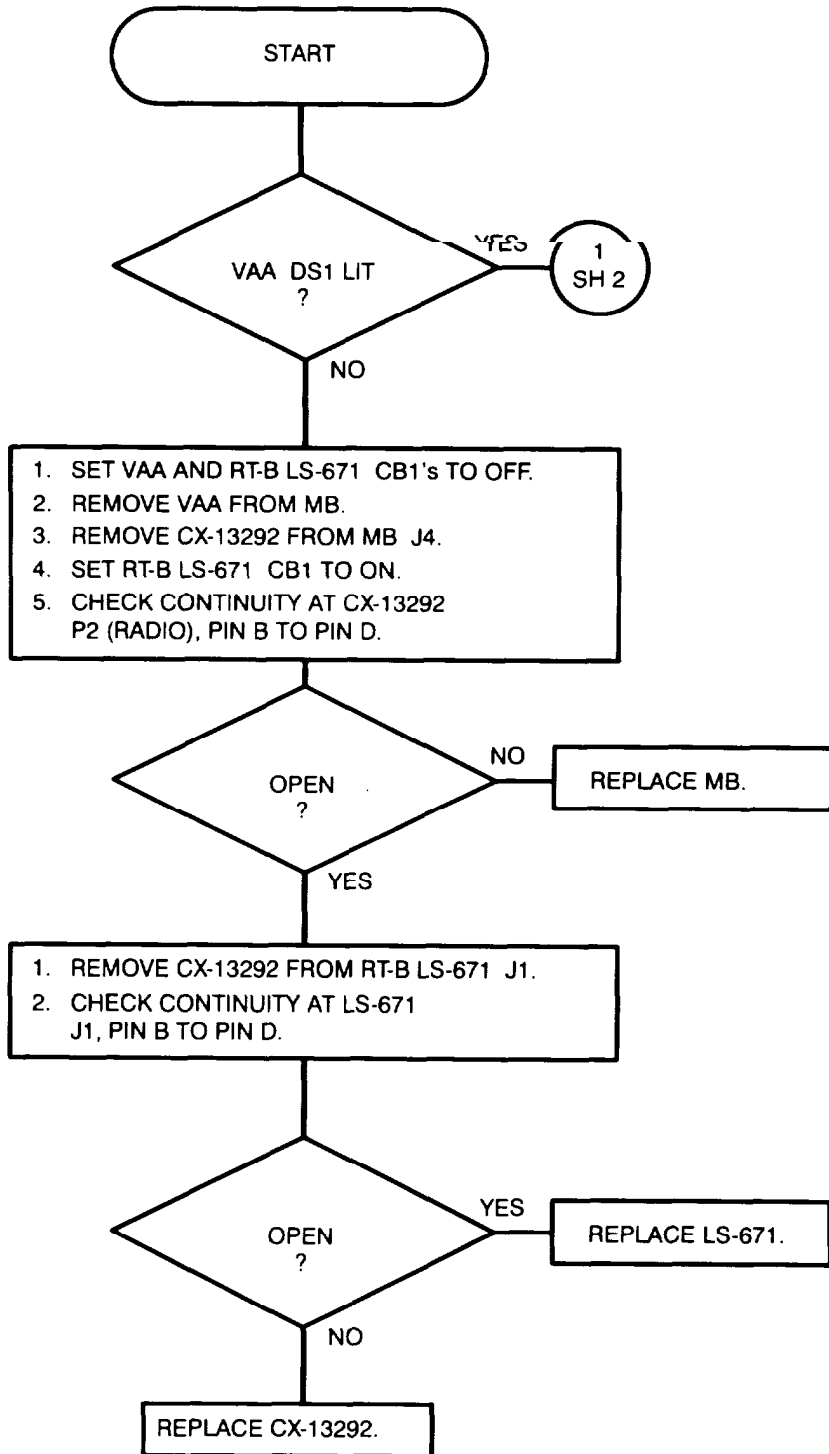 START
VAA DS1 LIT
?
YES
1
SH 2
NO
1. SET VAA AND RT-B LS-671 CB1's TO OFF.
2. REMOVE VAA FROM MB.
3. REMOVE CX-13292 FROM MB J4.
4. SET RT-B LS-671 CB1 TO ON.
5. CHECK CONTINUITY AT CX-13292
P2 (RADIO), PIN B TO PIN D.
OPEN
?
NO
REPLACE MB.
YES
1. REMOVE CX-13292 FROM RT-B LS-671 J1.
2. CHECK CONTINUITY AT LS-671
J1, PIN B TO PIN D.
OPEN
?
YES
REPLACE LS-671.
NO
REPLACE CX-13292.